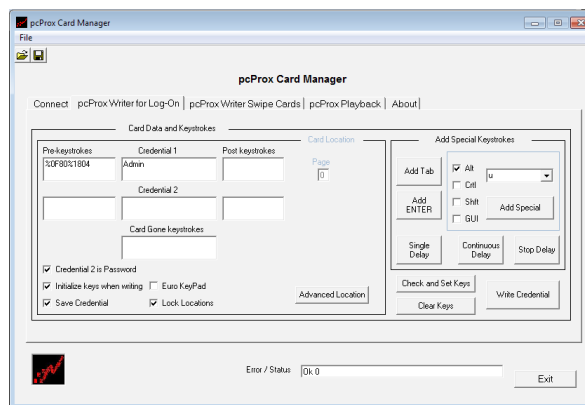 pcProx Card Manager
File
pcProx Card Manager
Connect pcProx Writer for Log-On pcProx Writer Swipe Cards pcProx Playback About
Card Data and Keystrokes
Card Location
Add Special Keystrokes
Pre-keystrokes Credential 1 Post keystrokes
Page
%0F80%1804 Admin
0
Add Tab
Alt
u
Crtl
Credential 2
Add ENTER
Shift
Add Special
GUI
Card Gone keystrokes
Single Delay
Continuous Delay
Stop Delay
Credential 2 is Password
Initialize keys when writing Euro KeyPad
Save Credential Lock Locations
Advanced Location
Check and Set Keys
Clear Keys
Write Credential
Error / Status Ok 0
Exit